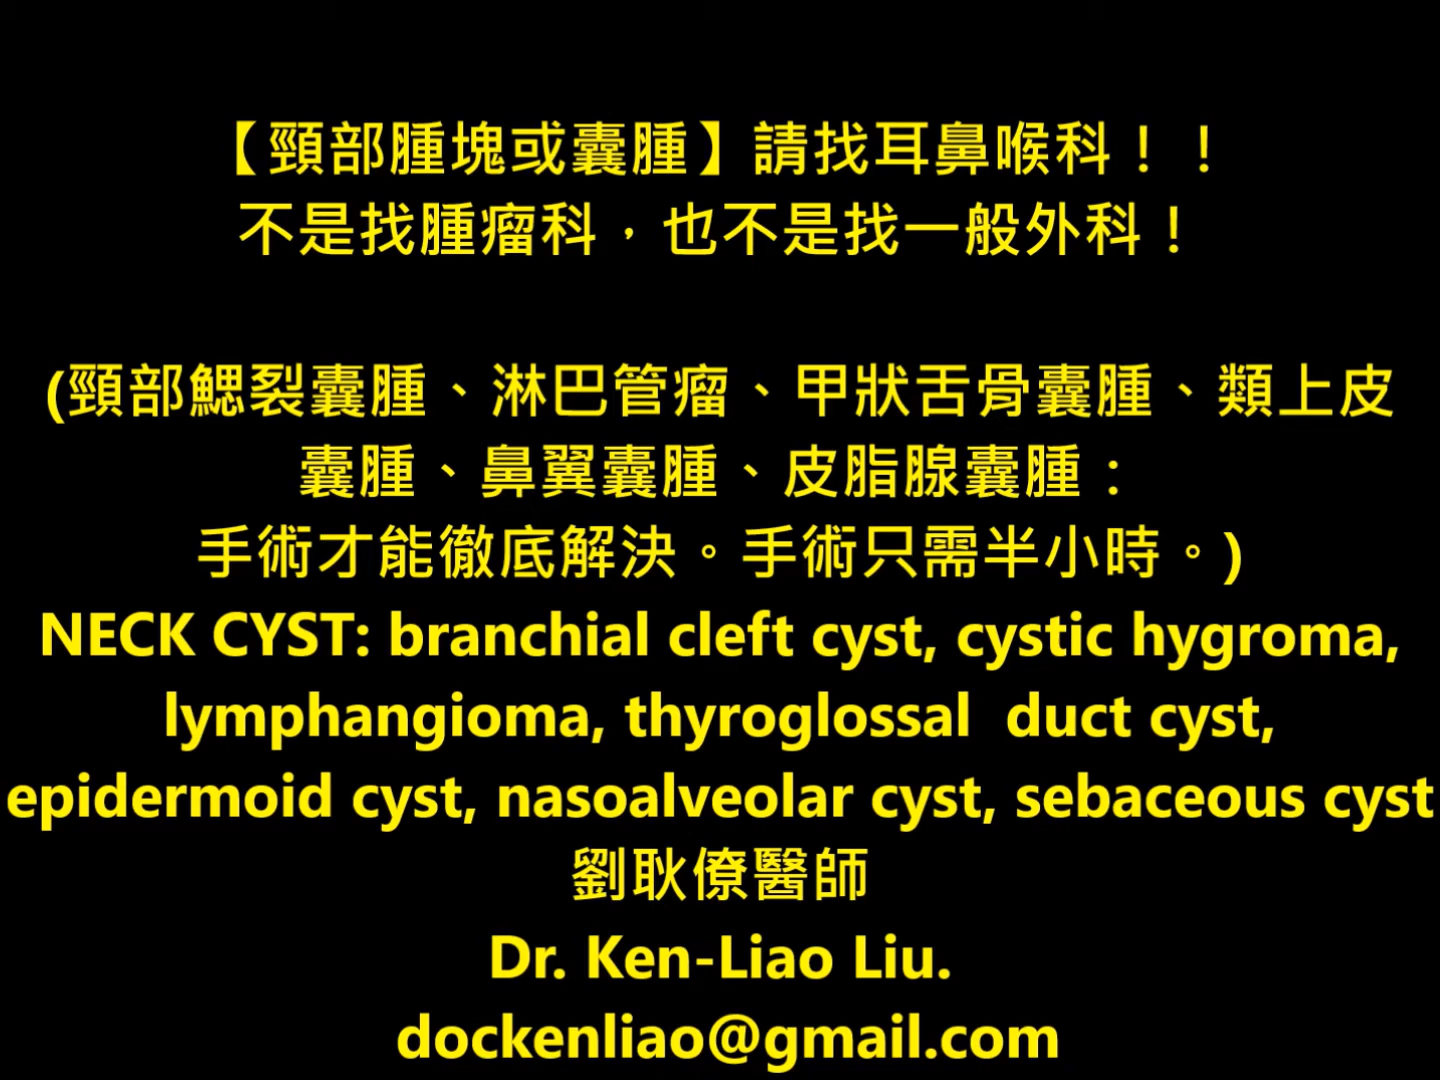 【頸部腫塊或囊腫】請找耳鼻喉科！！
不是找腫瘤科，也不是找一般外科！
(頸部鰓裂囊腫、淋巴管瘤、甲狀舌骨囊腫、類上皮
囊腫、鼻翼囊腫、皮脂腺囊腫：
手術才能徹底解決。手術只需半小時。)
NECK CYST: branchial cleft cyst, cystic hygroma,
lymphangioma, thyroglossal  duct cyst,
epidermoid cyst, nasoalveolar cyst, sebaceous cyst
劉耿僚醫師
Dr. Ken-Liao Liu.
dockenliao@gmail.com